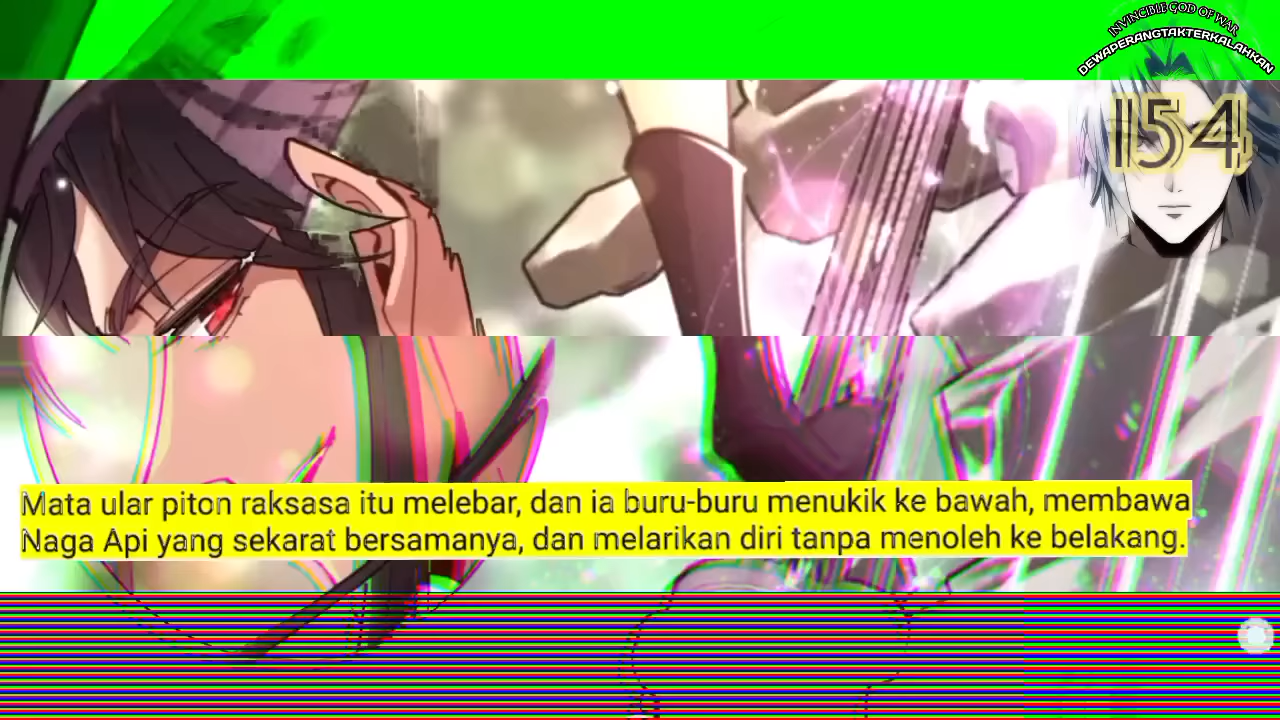 INVINCIBLE GOD OF WAR
DEWAPERANGTAKTERKALAHKAN
154
Mata ular piton raksasa itu melebar, dan ia buru-buru menukik ke bawah, membawa
Naga Api yang sekarat bersamanya, dan melarikan diri tanpa menoleh ke belakang.